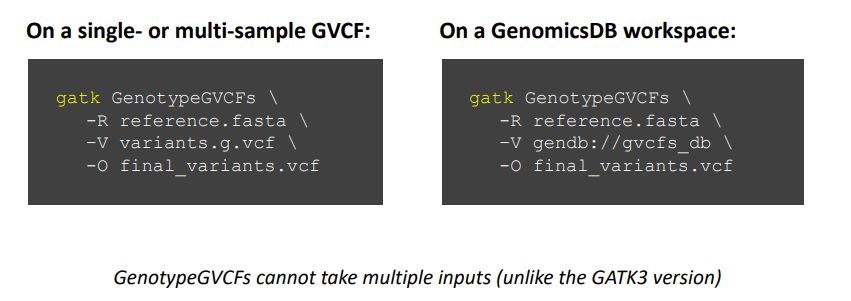 On a single- or multi-sample GVCF:
gatk GenotypeGVCFs \
-R reference.fasta \
–V variants.g.vcf \
-O final_variants.vcf
On a GenomicsDB workspace:
gatk GenotypeGVCFs \
-R reference.fasta \
–V gendb://gvcfs_db \
-O final_variants.vcf
GenotypeGVCFs cannot take multiple inputs (unlike the GATK3 version)